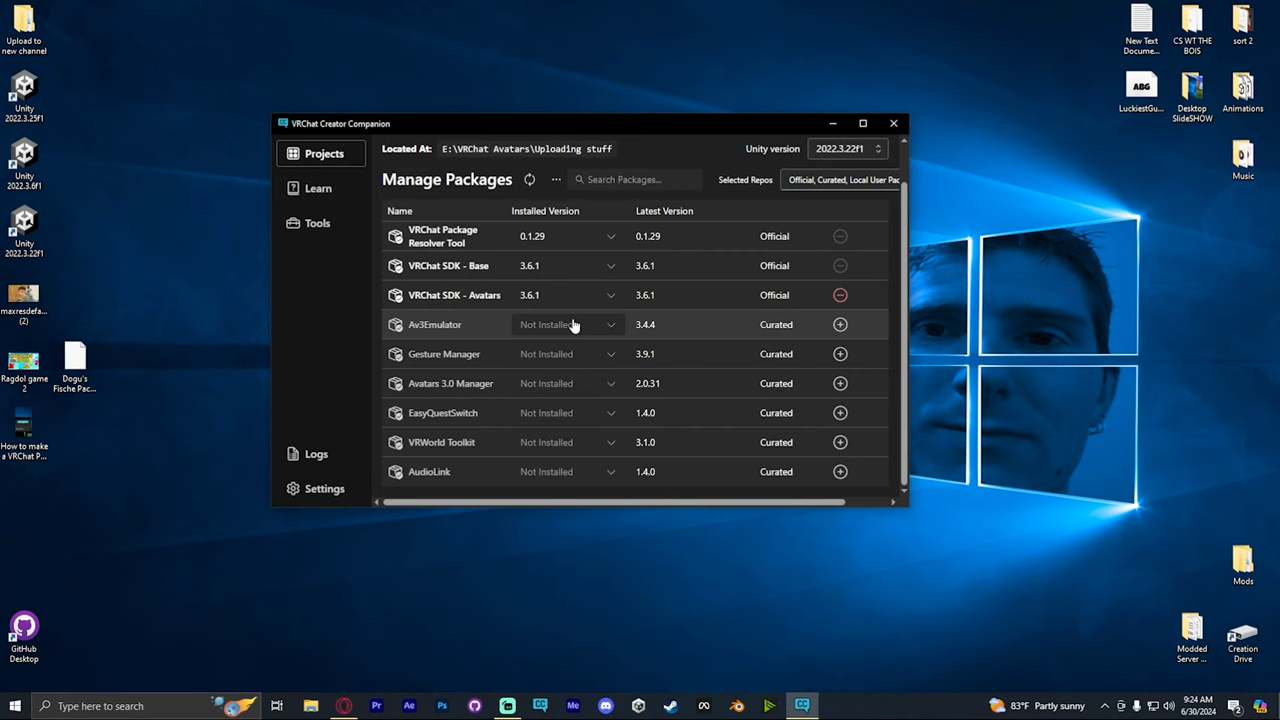 Upload to
new channel
Unity
2022.3.25f1
Unity
2022.3.6f1
Unity
2022.3.22f1
maxresdefa...
(2)
Ragdol game
2
Dogu's
Fische Pac...
How to make
a VRChat P...
GitHub
Desktop
New Text
Docume...
CS WT THE
BOIS
sort 2
ABG
LuckiestGu...
Desktop
SlideSHOW
Animations
Music
Mods
Modded
Server ...
Creation
Drive
CC VRChat Creator Companion
Projects
Learn
Tools
Logs
Settings
Located At: E:\VRChat Avatars\Uploading stuff
Unity version 2022.3.22f1
Manage Packages ... Search Packages...
Selected Repos Official, Curated, Local User Pac
Name Installed Version Latest Version
VRChat Package
Resolver Tool 0.1.29 0.1.29 Official
VRChat SDK - Base 3.6.1 3.6.1 Official
VRChat SDK - Avatars 3.6.1 3.6.1 Official
Av3Emulator Not Installed 3.4.4 Curated
Gesture Manager Not Installed 3.9.1 Curated
Avatars 3.0 Manager Not Installed 2.0.31 Curated
EasyQuestSwitch Not Installed 1.4.0 Curated
VRWorld Toolkit Not Installed 3.1.0 Curated
AudioLink Not Installed 1.4.0 Curated
Type here to search
Pr Ae Ps CC Me CC
83°F Partly sunny
9:24 AM
6/30/2024
2